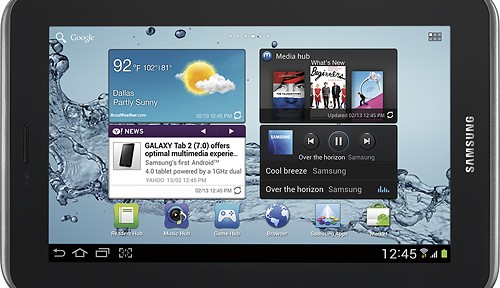 Google
92 °F 102°| 81°
Dallas
Partly Sunny
AccuWeather.com 02/13 12:45 PM
Media hub
What's New
Beginners
Updated 02/13 12:45 PM
Y! NEWS
GALAXY Tab 2 (7.0) offers
optimal multimedia experie...
Samsung's first Android™
4.0 tablet powered by a 1GHz dual
YAHOO 13/02 12:45 PM
02/13 12:45 PM
Over the horizon Samsung
Cool breeze Samsung
Over the horizon Samsung
Readers Hub
Music Hub
Game Hub
Browser
Samsung Apps
Market
12:45
SAMSUNG